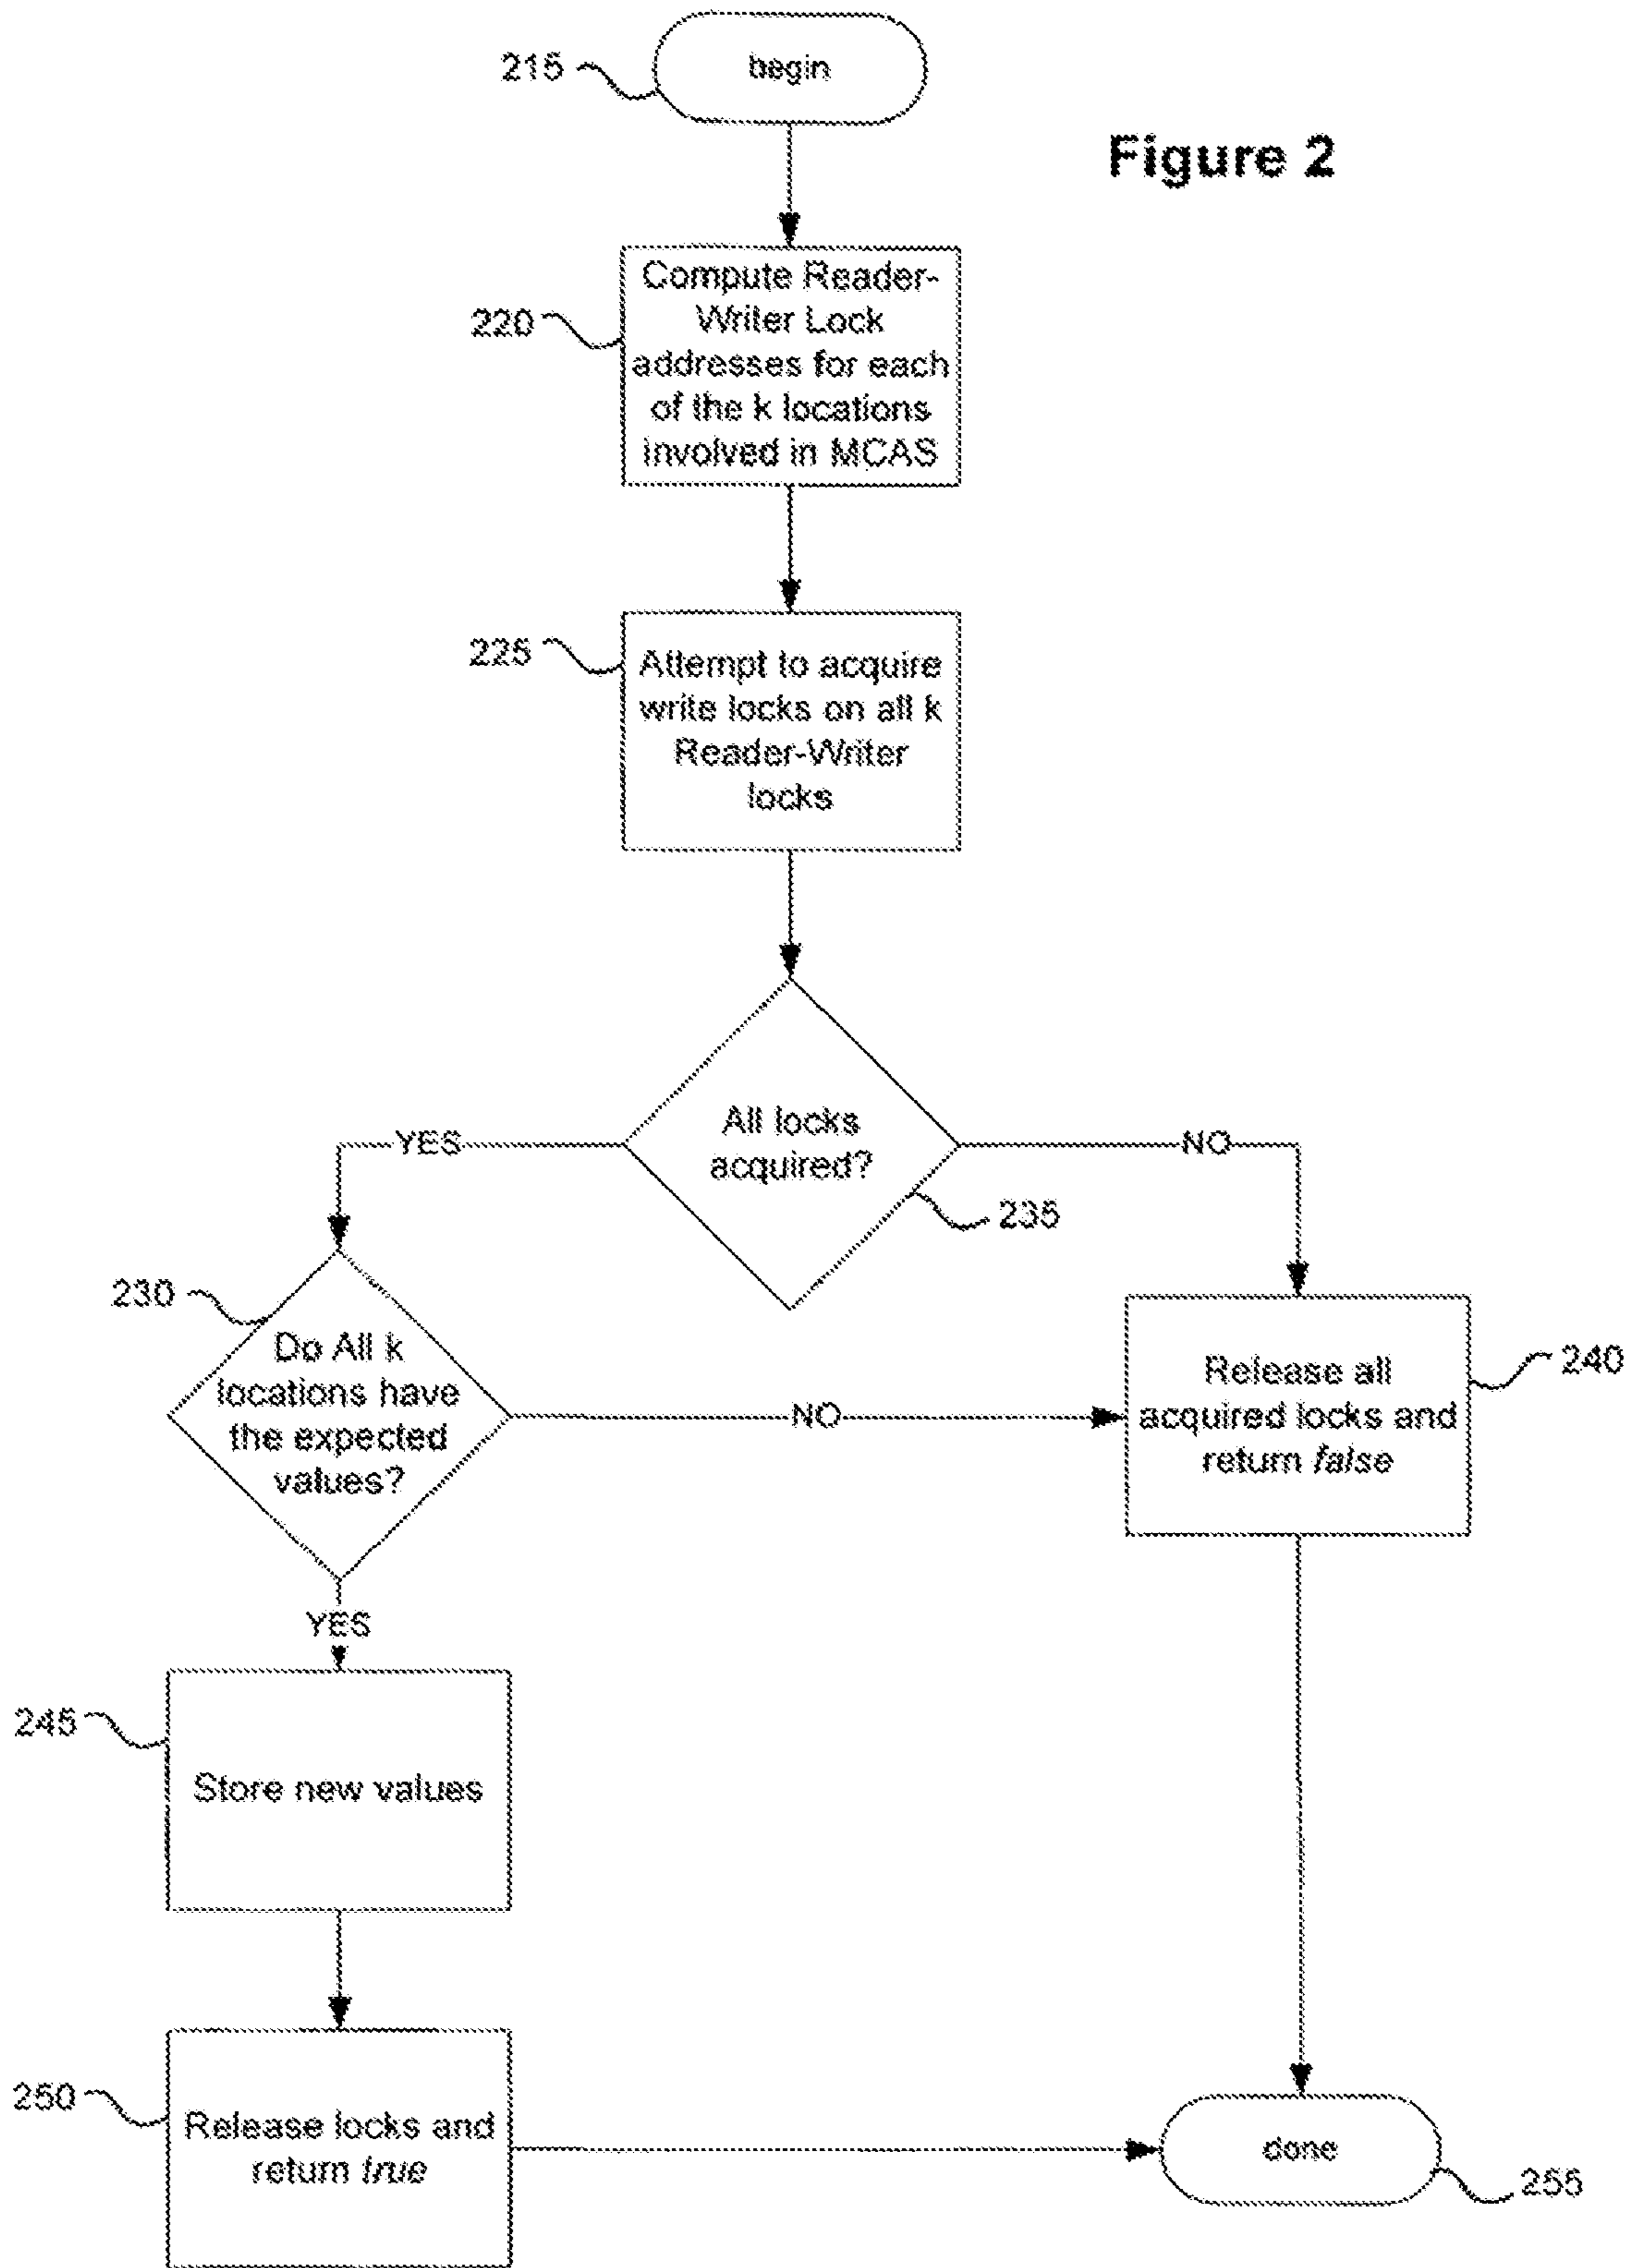 215
begin
Figure 2
220
Compute Reader-
Writer Lock
addresses for each
of the k locations
involved in MCAS
225
Attempt to acquire
write locks on all k
Reader-Writer
locks
All locks
acquired?
YES
NO
235
230
Do All k
locations have
the expected
values?
NO
Release all
acquired locks and
return false
240
YES
245
Store new values
250
Release locks and
return true
done
255